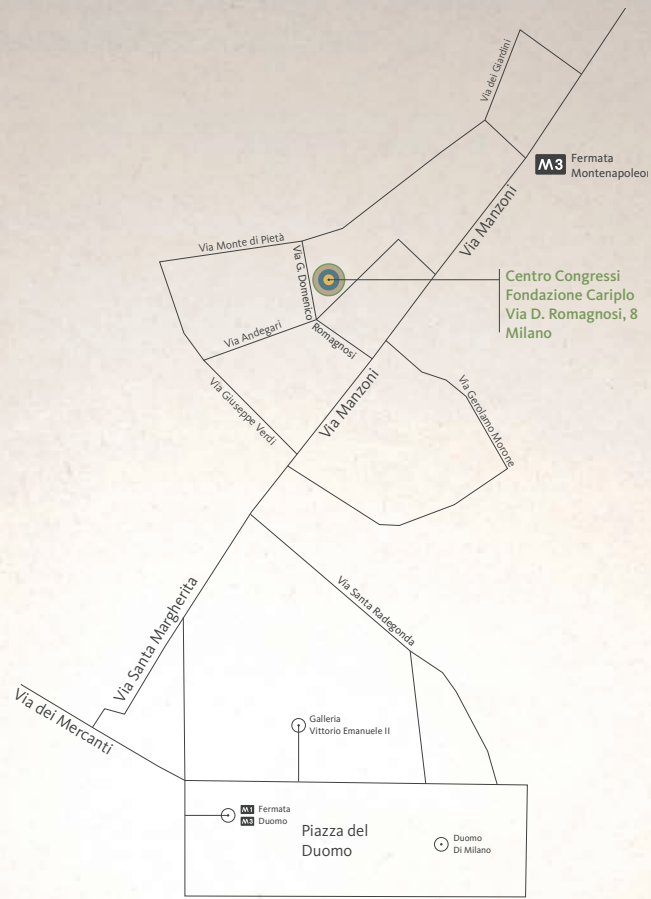 Via dei Giardini
M3 Fermata
Via Manzoni
Via Monte di Pietà
Via G. Domenico
Romagnosi
Centro Congressi
Fondazione Cariplo
Via D. Romagnosi, 8
Milano
Via Andegari
Via Manzoni
Via Giuseppe Verdi
Via Gerolamo Morone
Via Santa Margherita
Via Santa Radegonda
Via dei Mercanti
Galleria
Vittorio Emanuele II
M1 Fermata
M3 Duomo
Piazza del
Duomo
Duomo
Di Milano